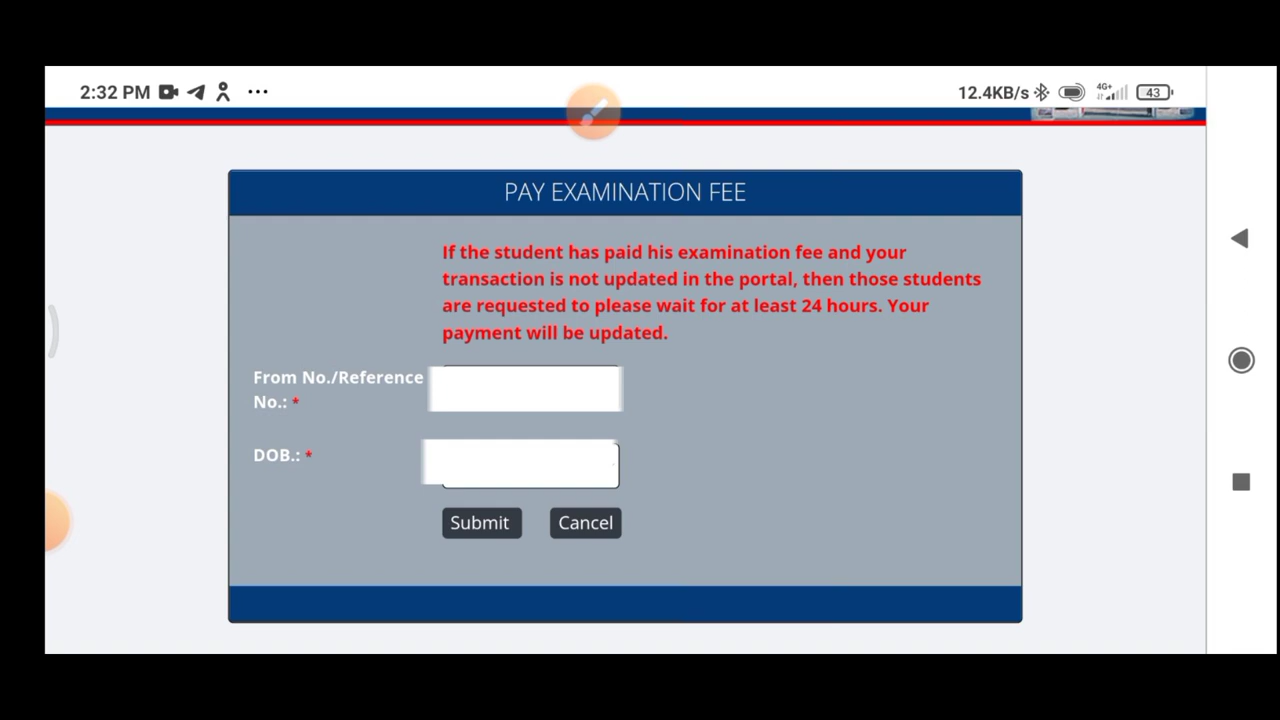 2:32 PM
12.4KB/s 4G+ 43
PAY EXAMINATION FEE
If the student has paid his examination fee and your
transaction is not updated in the portal, then those students
are requested to please wait for at least 24 hours. Your
payment will be updated.
From No./Reference
No.: *
DOB.: *
Submit Cancel